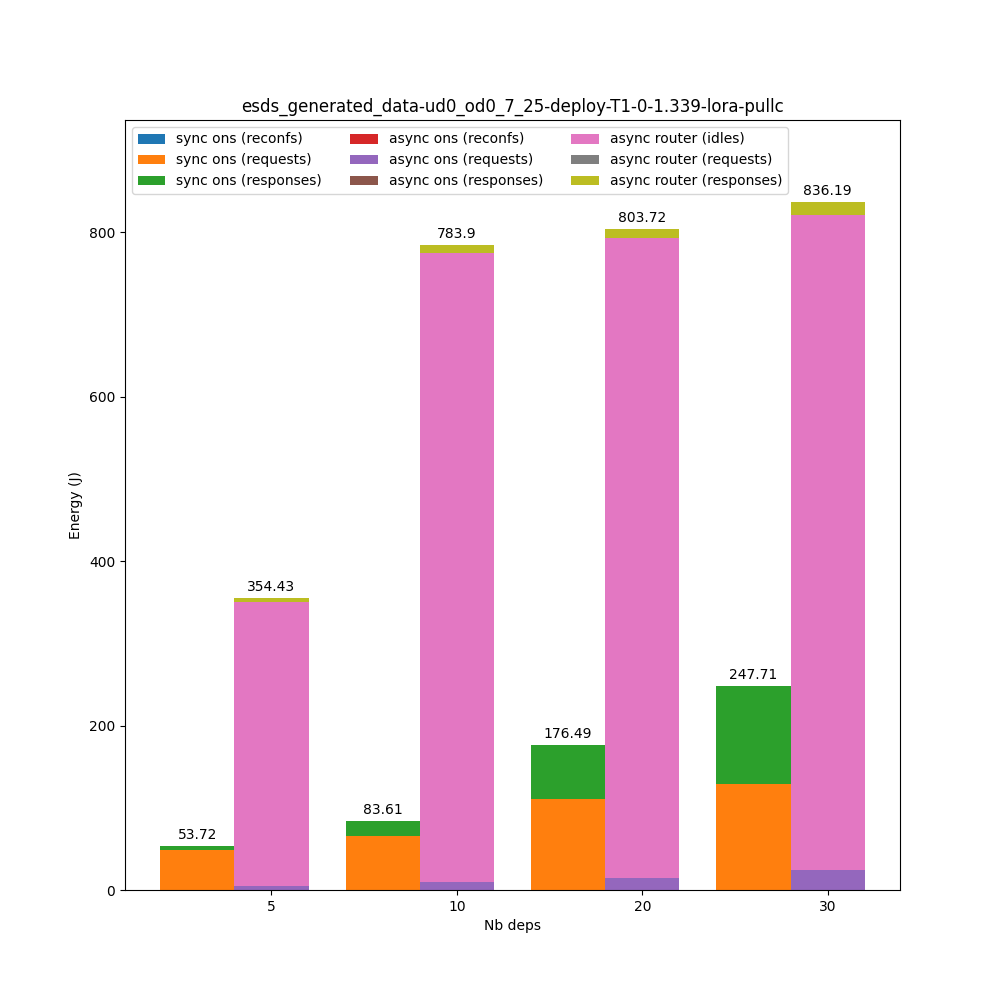 esds_generated_data-ud0_od0_7_25-deploy-T1-0-1.339-lora-pullc
sync ons (reconfs)
sync ons (requests)
sync ons (responses)
async ons (reconfs)
async ons (requests)
async ons (responses)
async router (idles)
async router (requests)
async router (responses)
836.19
803.72
783.9
354.43
247.71
176.49
83.61
53.72
800
600
400
200
0
Energy (J)
5
10
20
30
Nb deps